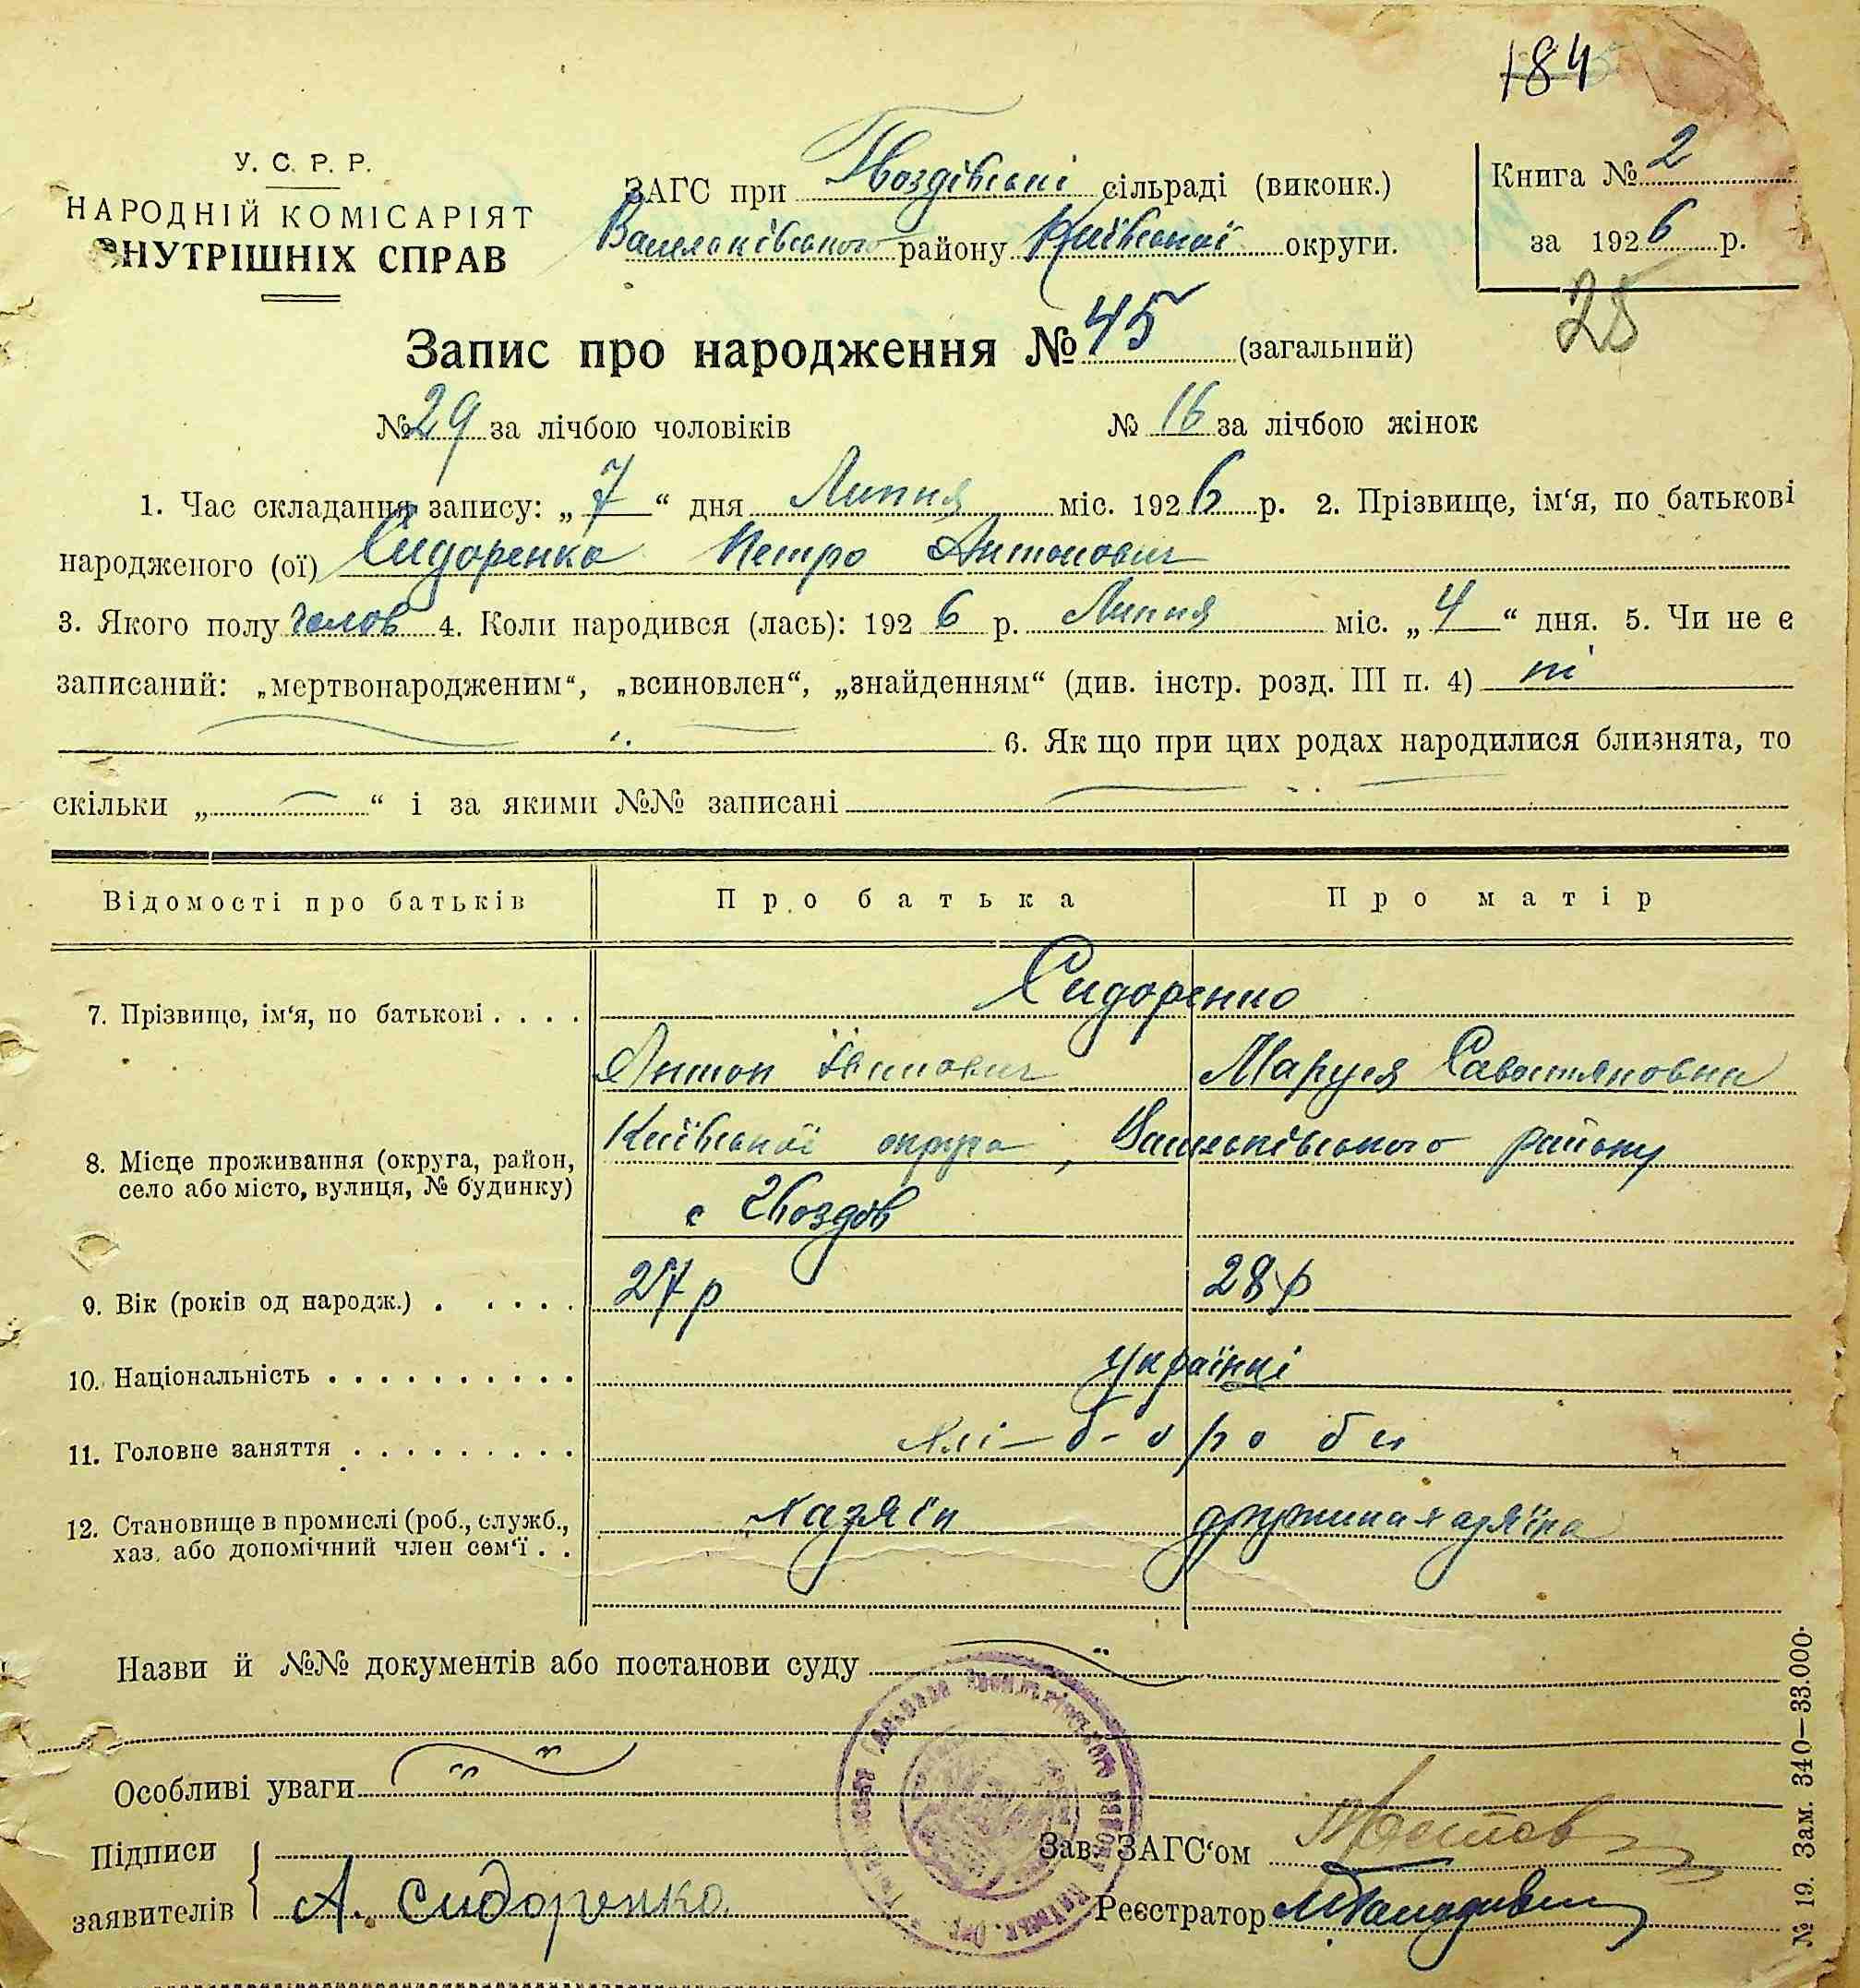 184
У. С. Р. Р.
НАРОДНІЙ КОМІСАРІЯТ
ВНУТРІШНІХ СПРАВ
ЗАГС при Гвоздівські сільраді (виконк.)
Васильківського району Київської округи.
Книга № 2
за 1926 р.
25
Запис про народження № 45 (загальний)
№ 29 за лічбою чоловіків № 16 за лічбою жінок
1. Час складання запису: „7“ дня Липня міс. 1926 р. 2. Прізвище, ім‘я, по батькові
народженого (ої) Сидоренко Петро Антонович
3. Якого полу чолов 4. Коли народився (лась): 1926 р. Липня міс. „4“ дня. 5. Чи не є
записаний: „мертвонародженим“, „всиновлен“, „знайденням“ (див. інстр. розд. III п. 4) ні
6. Як що при цих родах народилися близнята, то
скільки „ “ і за якими №№ записані
Відомості про батьків Про батька Про матір
7. Прізвище, ім‘я, по батькові . . . . Сидоренко
Антон Маруся Савостяновна
8. Місце проживання (округа, район, село або місто, вулиця, № будинку) Київської округа, Васильківського району
с Гвоздів
9. Вік (років од народж.) . . . . . 27 р 28 р
10. Національність . . . . . . . . . . українці
11. Головне заняття . . . . . . . . . хлі-б-о р о би
12. Становище в промислі (роб., служб., хаз. або допомічний член сем‘ї . . хазяїн дружина хазяїна
Назви й №№ документів або постанови суду
Особливі уваги
Підписи
заявителів А. Сидоренко
Зав. ЗАГС‘ом
Реєстратор
№ 19. Зам. 340—33.000.